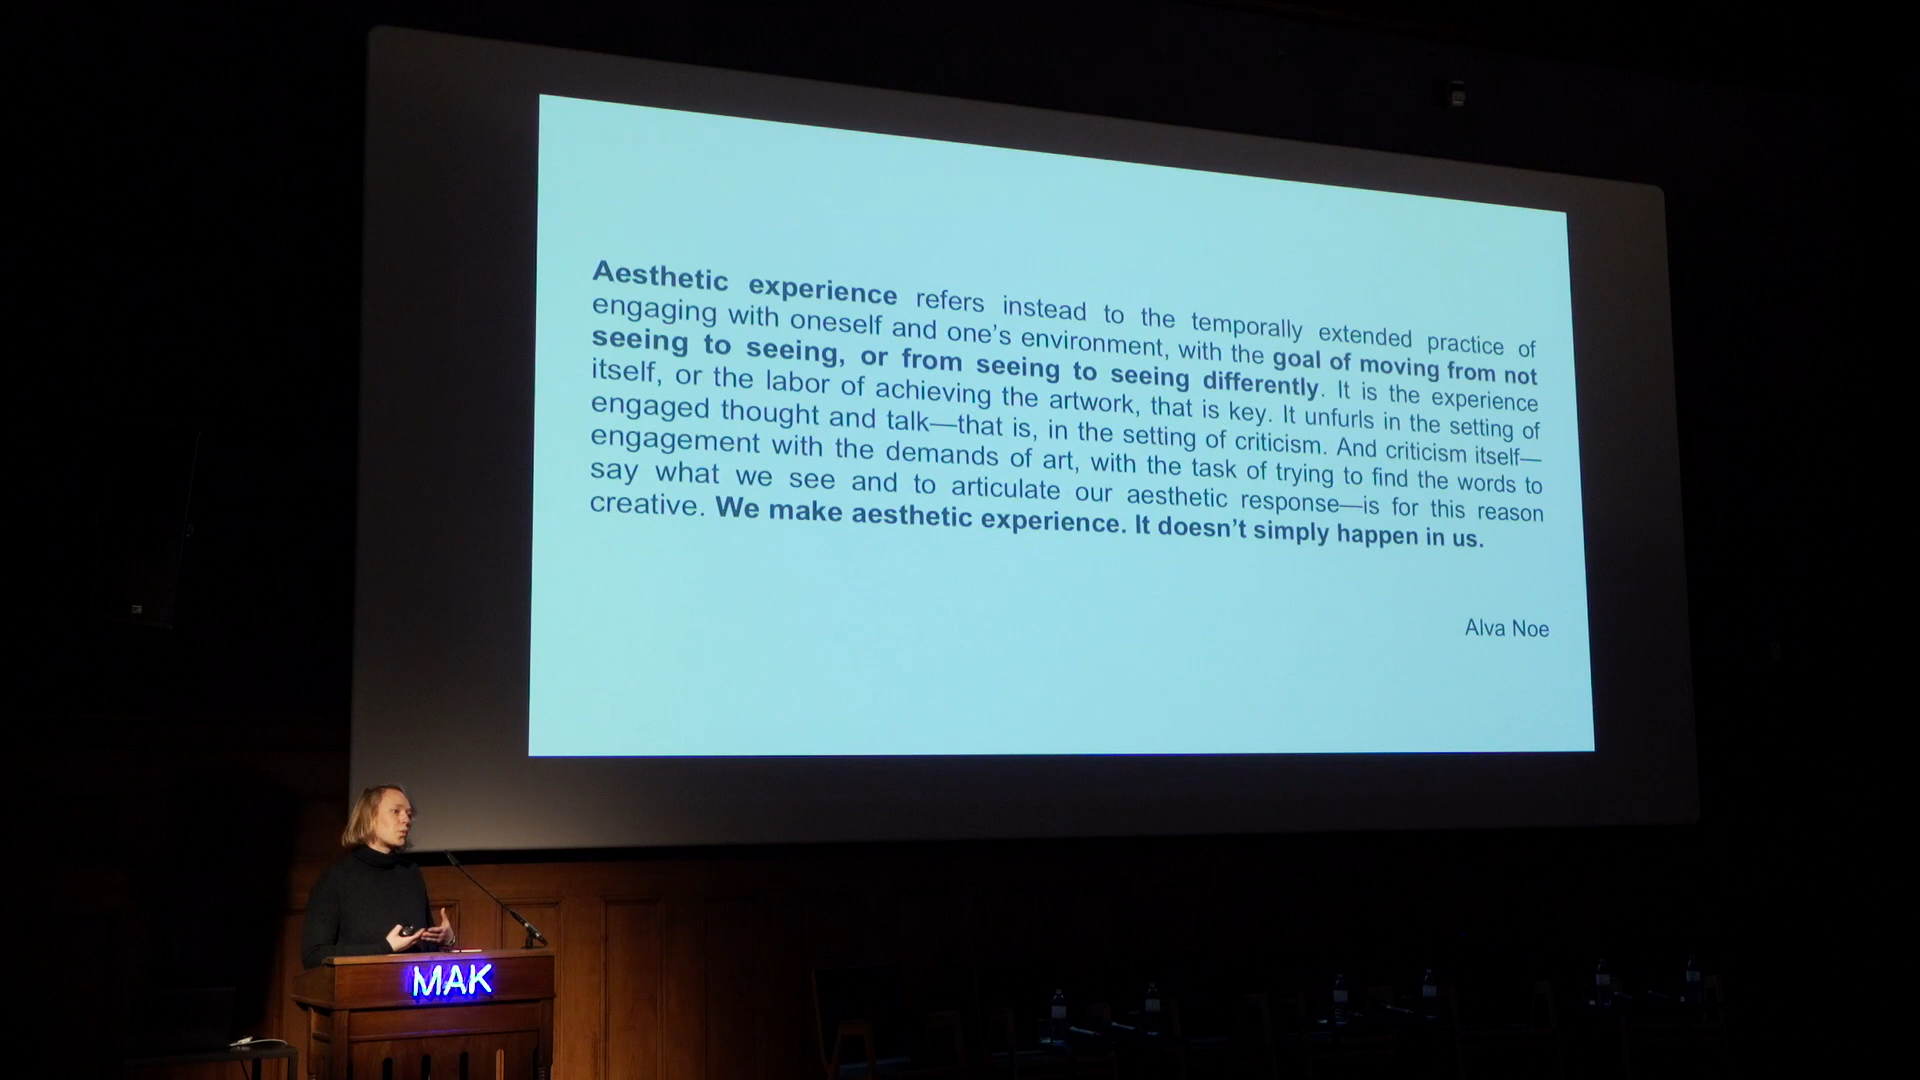 Aesthetic experience refers instead to the temporally extended practice of
engaging with oneself and one's environment, with the goal of moving from not
seeing to seeing, or from seeing to seeing differently. It is the experience
itself, or the labor of achieving the artwork, that is key. It unfurls in the setting of
engaged thought and talk—that is, in the setting of criticism. And criticism itself—
engagement with the demands of art, with the task of trying to find the words to
say what we see and to articulate our aesthetic response—is for this reason
creative. We make aesthetic experience. It doesn't simply happen in us.
Alva Noe
MAK